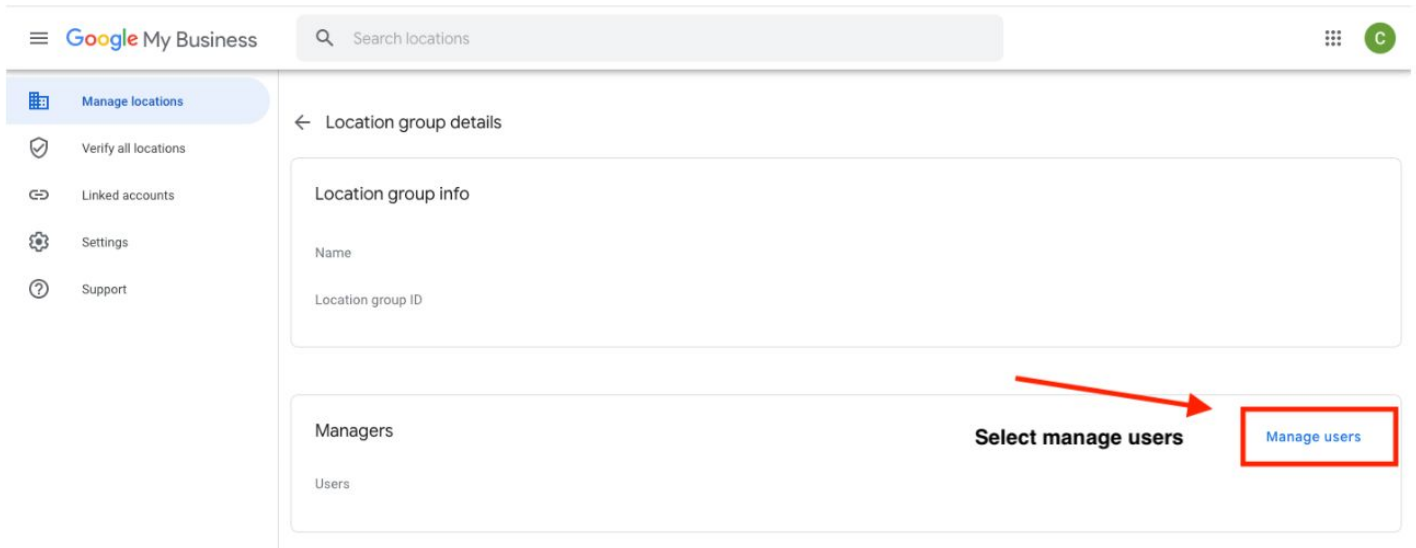 Google My Business
Search locations
C
Manage locations
Verify all locations
Linked accounts
Settings
Support
Location group details
Location group info
Name
Location group ID
Managers
Select manage users
Manage users
Users